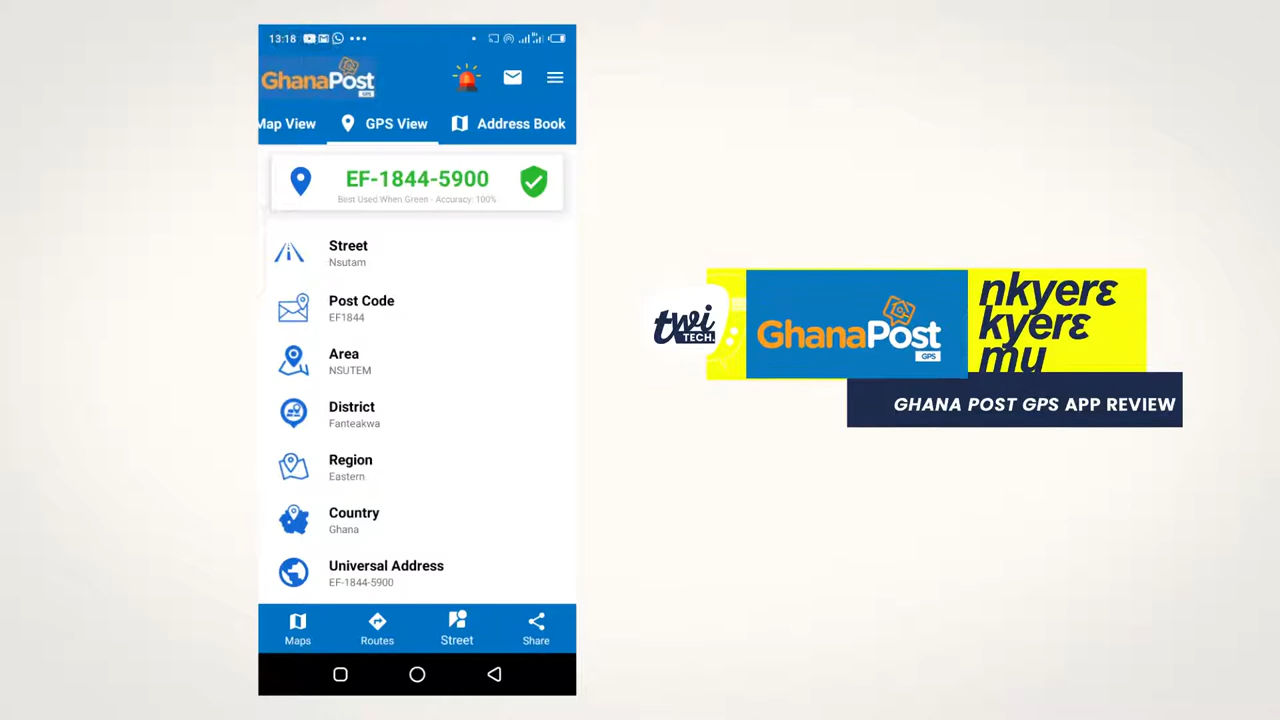 13:18
GhanaPost
GPS
Map View
GPS View
Address Book
EF-1844-5900
Best Used When Green - Accuracy: 100%
Street
Nsutam
Post Code
EF1844
Area
NSUTEM
District
Fanteakwa
Region
Eastern
Country
Ghana
Universal Address
EF-1844-5900
Maps
Routes
Street
Share
twi
TECH.
GhanaPost
GPS
nkyerɛ
kyerɛ
mu
GHANA POST GPS APP REVIEW